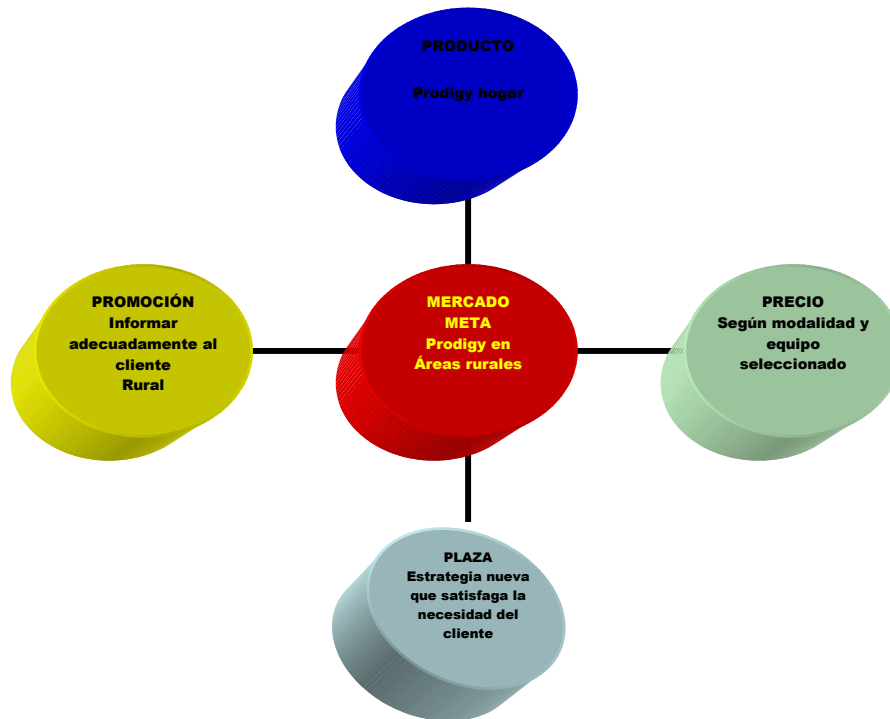 PRODUCTO
Prodigy hogar
PROMOCIÓN
Informar
adecuadamente al
cliente
Rural
MERCADO
META
Prodigy en
Áreas rurales
PRECIO
Según modalidad y
equipo
seleccionado
PLAZA
Estrategia nueva
que satisfaga la
necesidad del
cliente